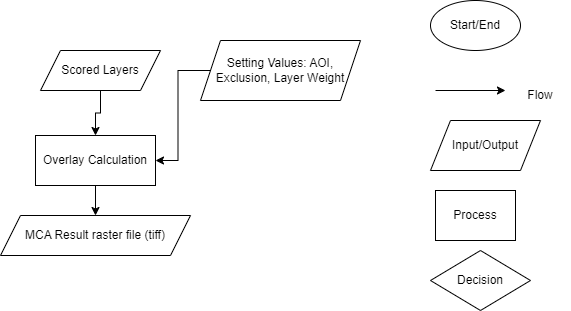 Scored Layers
Setting Values: AOI,
Exclusion, Layer Weight
Overlay Calculation
MCA Result raster file (tiff)
Start/End
Flow
Input/Output
Process
Decision